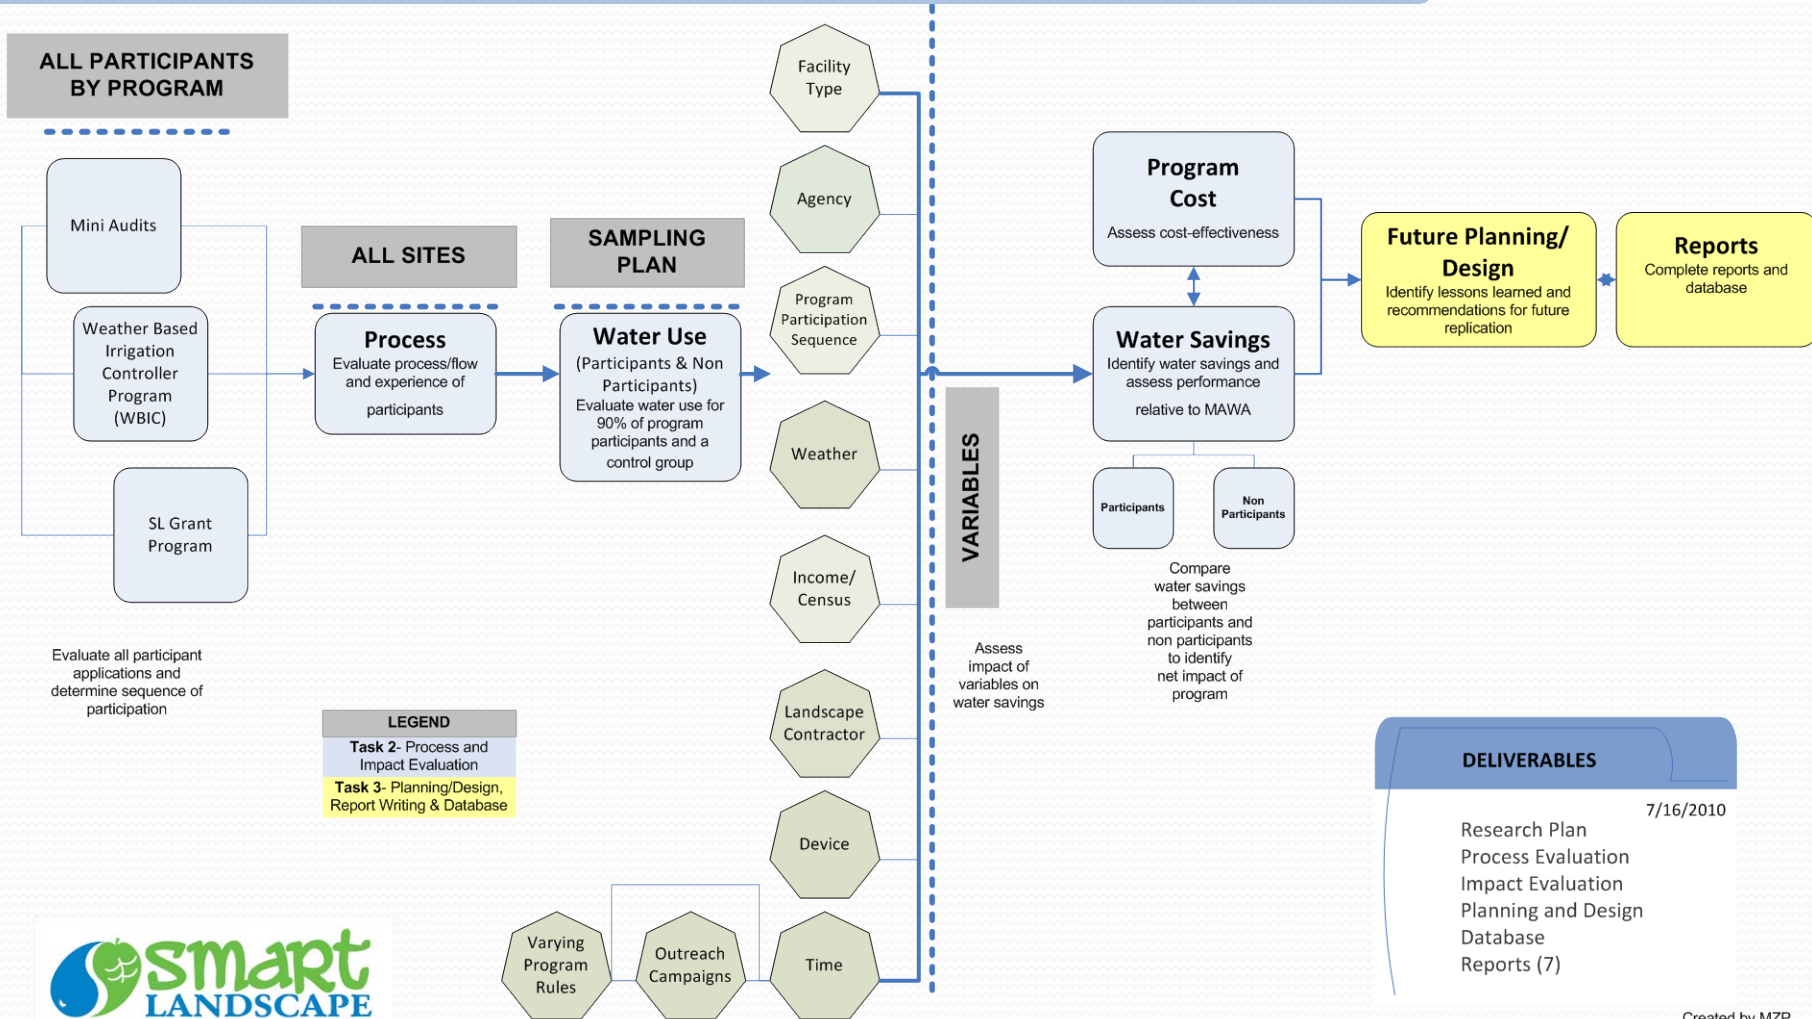 ALL PARTICIPANTS
BY PROGRAM
Mini Audits
Weather Based
Irrigation
Controller
Program
(WBIC)
SL Grant
Program
Evaluate all participant
applications and
determine sequence of
participation
ALL SITES
Process
Evaluate process/flow
and experience of
participants
SAMPLING
PLAN
Water Use
(Participants & Non
Participants)
Evaluate water use for
90% of program
participants and a
control group
LEGEND
Task 2- Process and
Impact Evaluation
Task 3- Planning/Design,
Report Writing & Database
Facility
Type
Agency
Program
Participation
Sequence
Weather
Income/
Census
Landscape
Contractor
Device
Time
Outreach
Campaigns
Varying
Program
Rules
VARIABLES
Assess
impact of
variables on
water savings
Program
Cost
Assess cost-effectiveness
Water Savings
Identify water savings and
assess performance
relative to MAWA
Participants
Non
Participants
Compare
water savings
between
participants and
non participants
to identify
net impact of
program
Future Planning/
Design
Identify lessons learned and
recommendations for future
replication
Reports
Complete reports and
database
DELIVERABLES
7/16/2010
Research Plan
Process Evaluation
Impact Evaluation
Planning and Design
Database
Reports (7)
smart
LANDSCAPE
Created by MZP